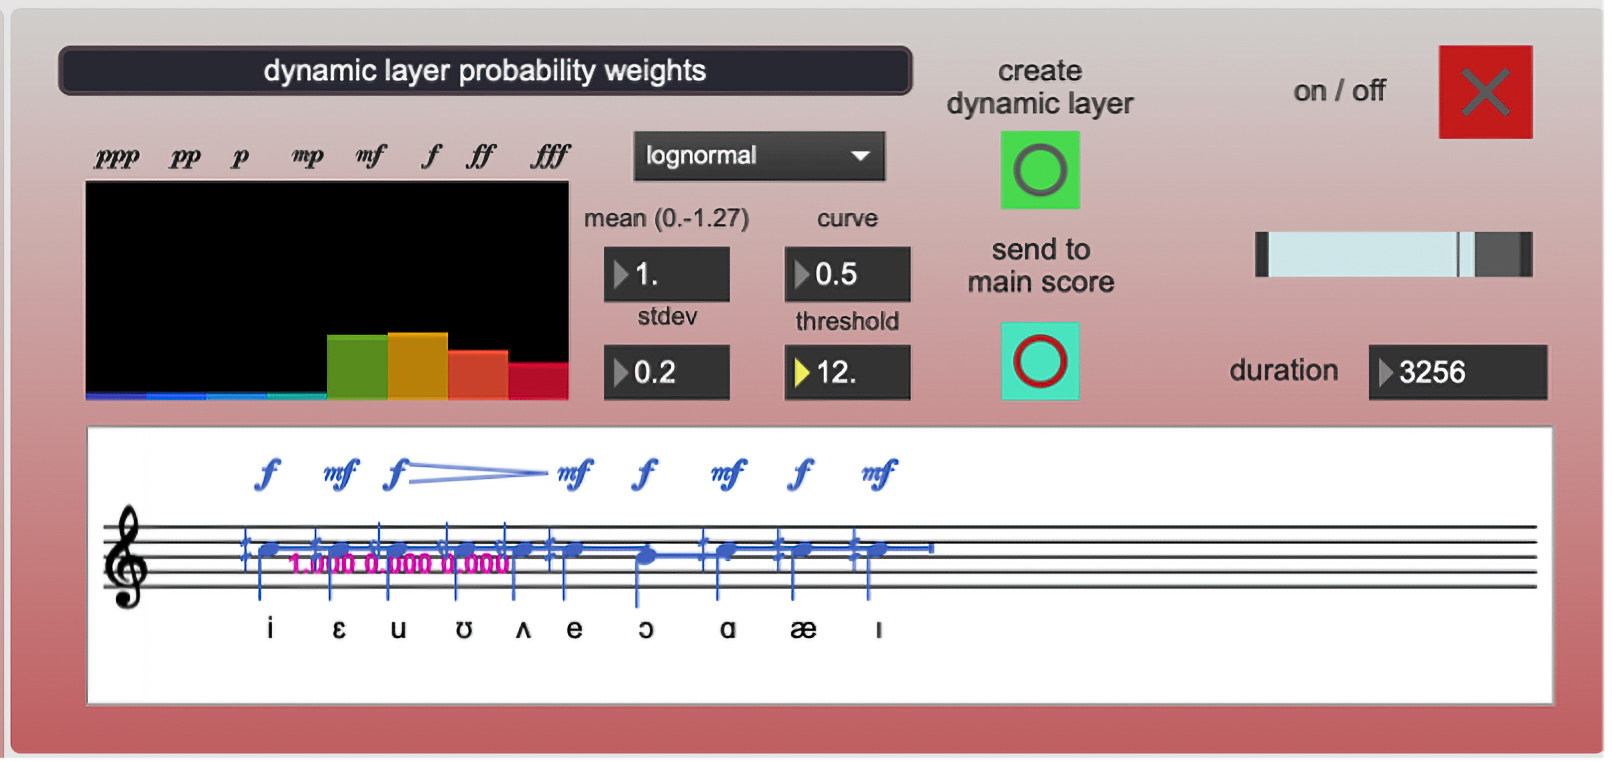 dynamic layer probability weights
create
dynamic layer
on / off
ppp pp p mp mf f ff fff
lognormal
mean (0.-1.27) curve
1. 0.5
send to
main score
stdev threshold
0.2 12.
duration 3256
f mf f mf f mf f mf
1.000 0.000 0.000
i ɛ u ʊ ʌ e ɔ ɑ æ ɪ